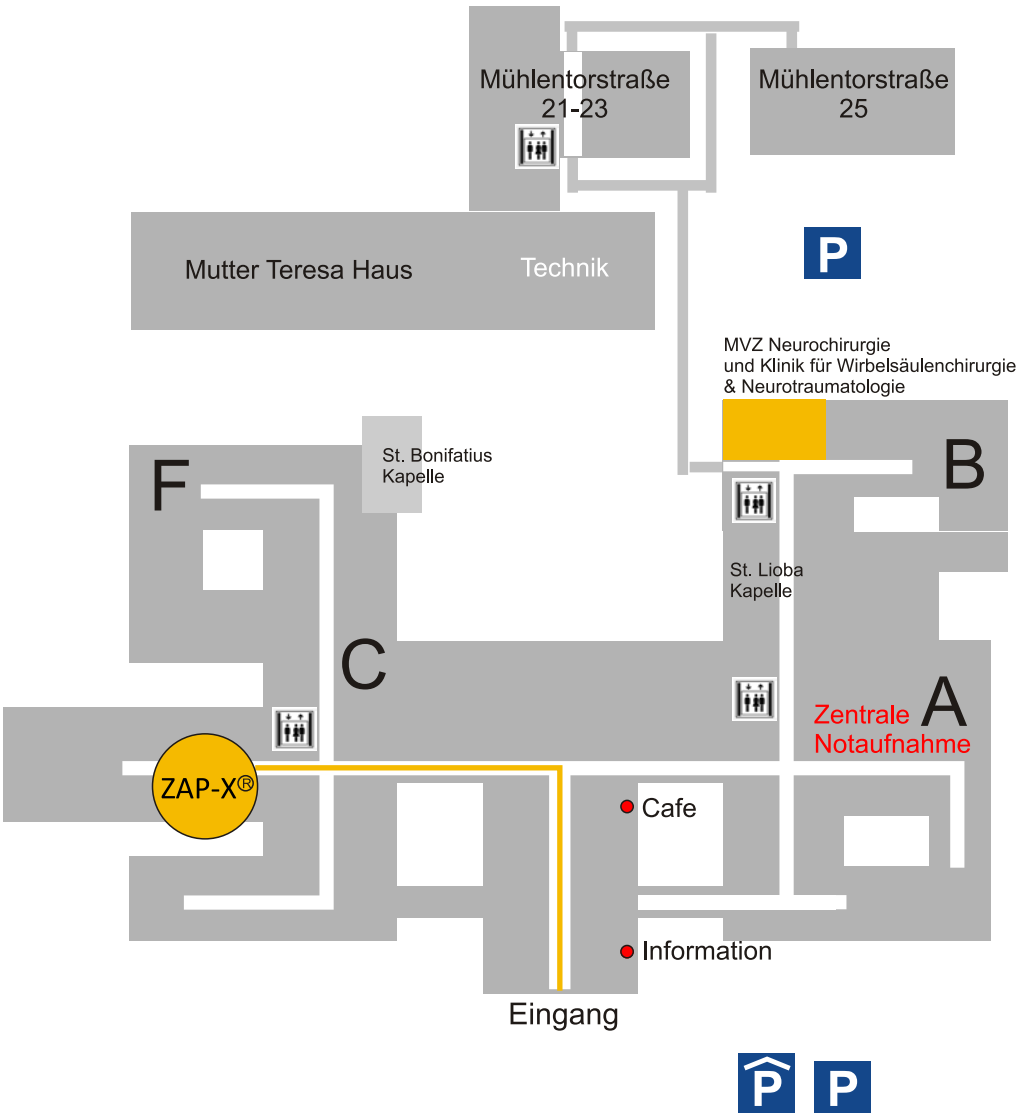 Mühlentorstraße
21-23
Mühlentorstraße
25
Mutter Teresa Haus
Technik
P
MVZ Neurochirurgie
und Klinik für Wirbelsäulenchirurgie
& Neurotraumatologie
F
St. Bonifatius
Kapelle
B
St. Lioba
Kapelle
C
A
Zentrale
Notaufnahme
ZAP-X®
Cafe
Information
Eingang
P
P